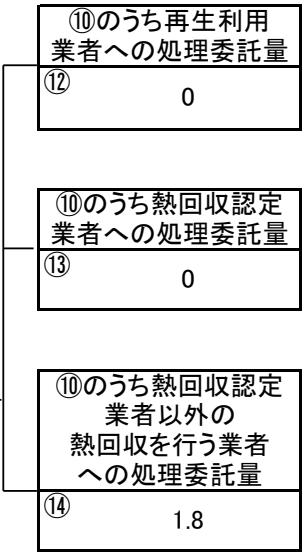 ⑩のうち再生利用
業者への処理委託量
⑫
0
⑩のうち熱回収認定
業者への処理委託量
⑬
0
⑩のうち熱回収認定
業者以外の
熱回収を行う業者
への処理委託量
⑭
1.8